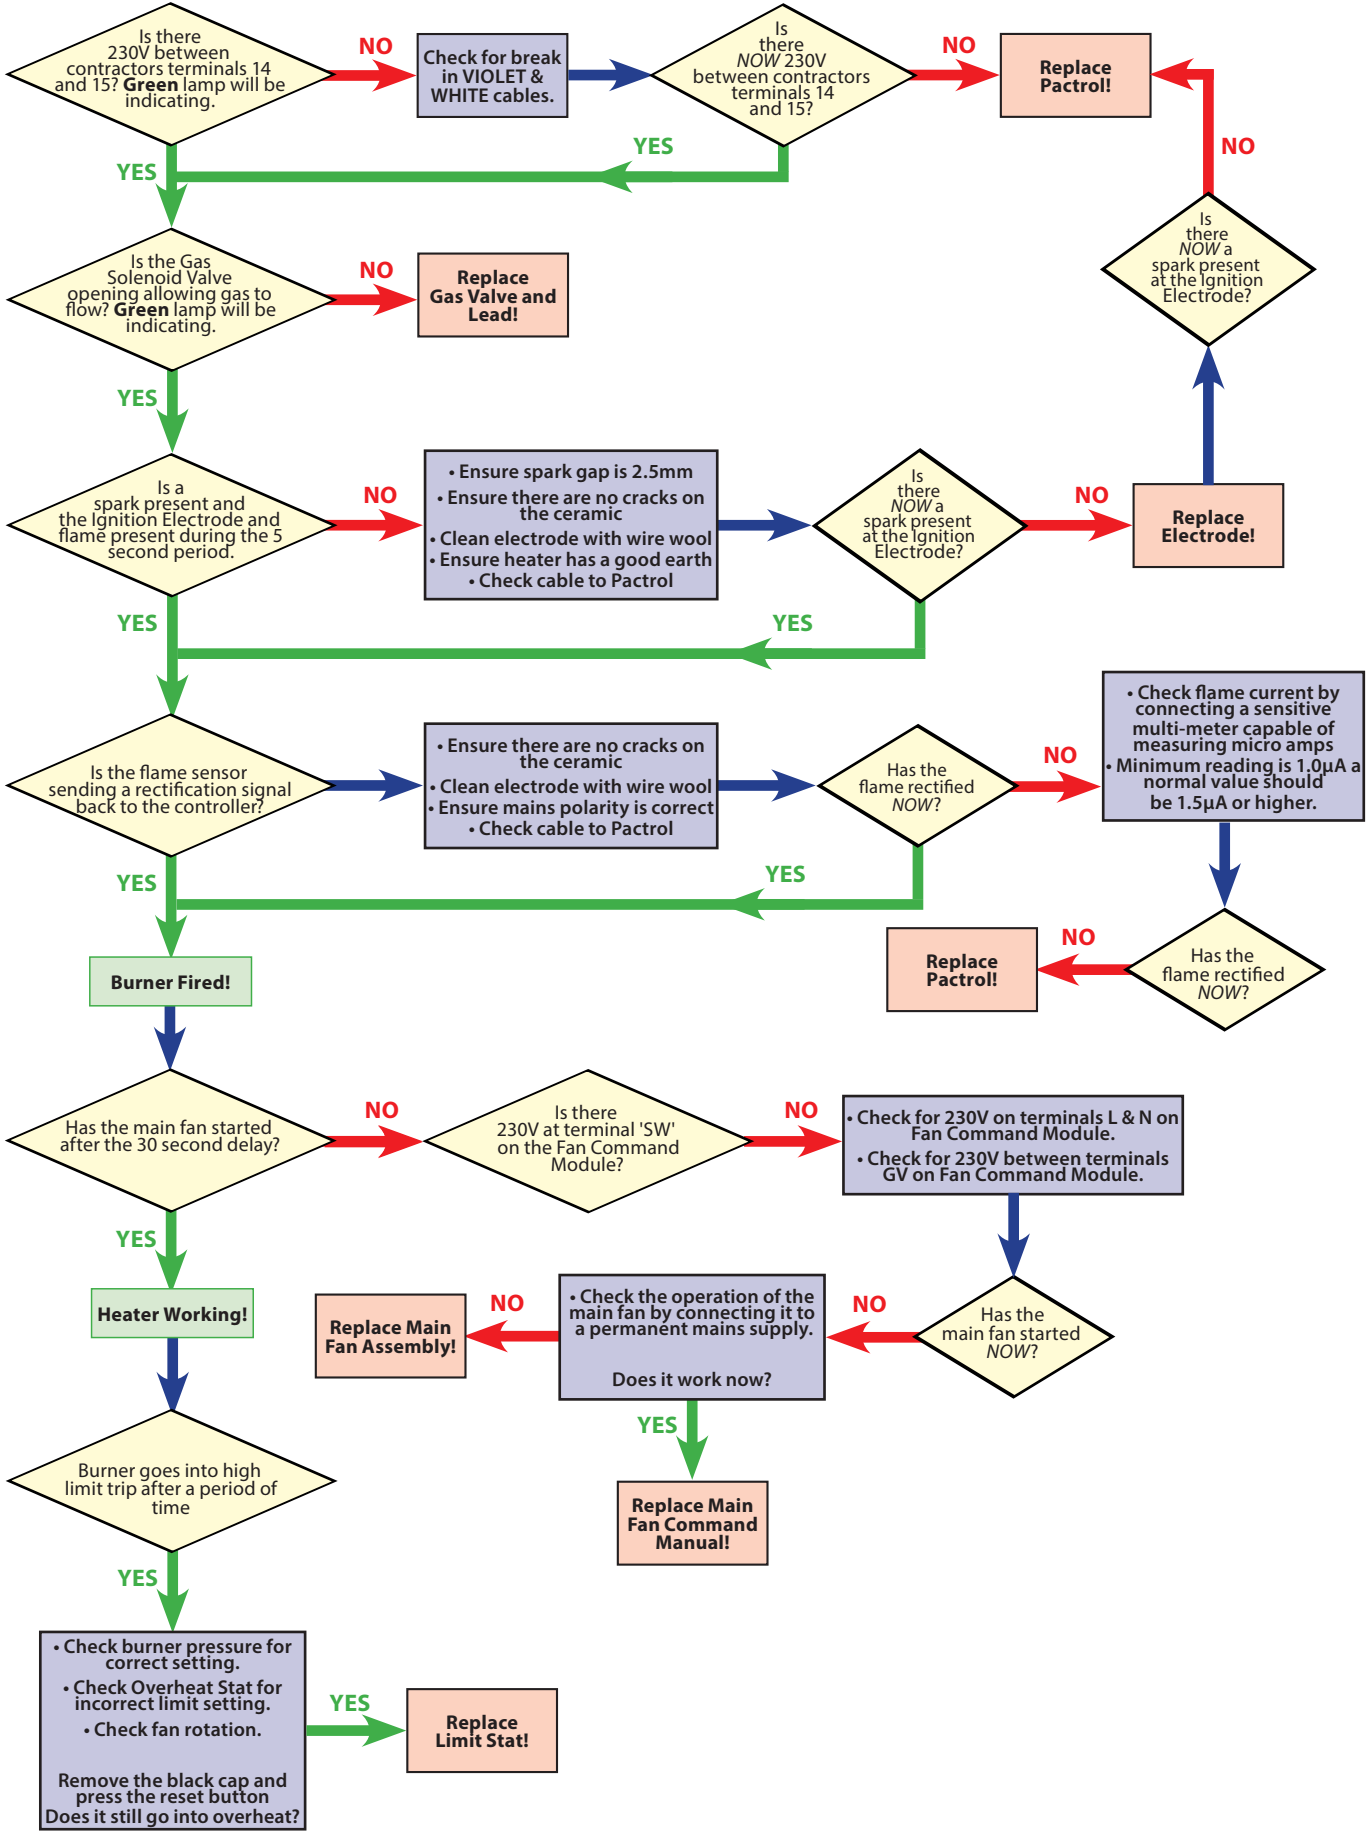 Is there
230V between
contractors terminals 14
and 15? Green lamp will be
indicating.
NO
Check for break
in VIOLET &
WHITE cables.
Is
there
NOW 230V
between contractors
terminals 14
and 15?
NO
Replace
Pactrol!
YES
YES
NO
Is
there
NOW a
spark present
at the Ignition
Electrode?
Is the Gas
Solenoid Valve
opening allowing gas to
flow? Green lamp will be
indicating.
NO
Replace
Gas Valve and
Lead!
YES
Is a
spark present and
the Ignition Electrode and
flame present during the 5
second period.
NO
• Ensure spark gap is 2.5mm
• Ensure there are no cracks on
the ceramic
• Clean electrode with wire wool
• Ensure heater has a good earth
• Check cable to Pactrol
Is
there
NOW a
spark present
at the Ignition
Electrode?
NO
Replace
Electrode!
YES
YES
Is the flame sensor
sending a rectification signal
back to the controller?
• Ensure there are no cracks on
the ceramic
• Clean electrode with wire wool
• Ensure mains polarity is correct
• Check cable to Pactrol
Has the
flame rectified
NOW?
NO
• Check flame current by
connecting a sensitive
multi-meter capable of
measuring micro amps
• Minimum reading is 1.0µA a
normal value should
be 1.5µA or higher.
YES
YES
Has the
flame rectified
NOW?
NO
Replace
Pactrol!
Burner Fired!
Has the main fan started
after the 30 second delay?
NO
Is there
230V at terminal 'SW'
on the Fan Command
Module?
NO
• Check for 230V on terminals L & N on
Fan Command Module.
• Check for 230V between terminals
GV on Fan Command Module.
YES
Heater Working!
Has the
main fan started
NOW?
NO
• Check the operation of the
main fan by connecting it to
a permanent mains supply.
Does it work now?
NO
Replace Main
Fan Assembly!
YES
Replace Main
Fan Command
Manual!
Burner goes into high
limit trip after a period of
time
YES
• Check burner pressure for
correct setting.
• Check Overheat Stat for
incorrect limit setting.
• Check fan rotation.
Remove the black cap and
press the reset button
Does it still go into overheat?
YES
Replace
Limit Stat!